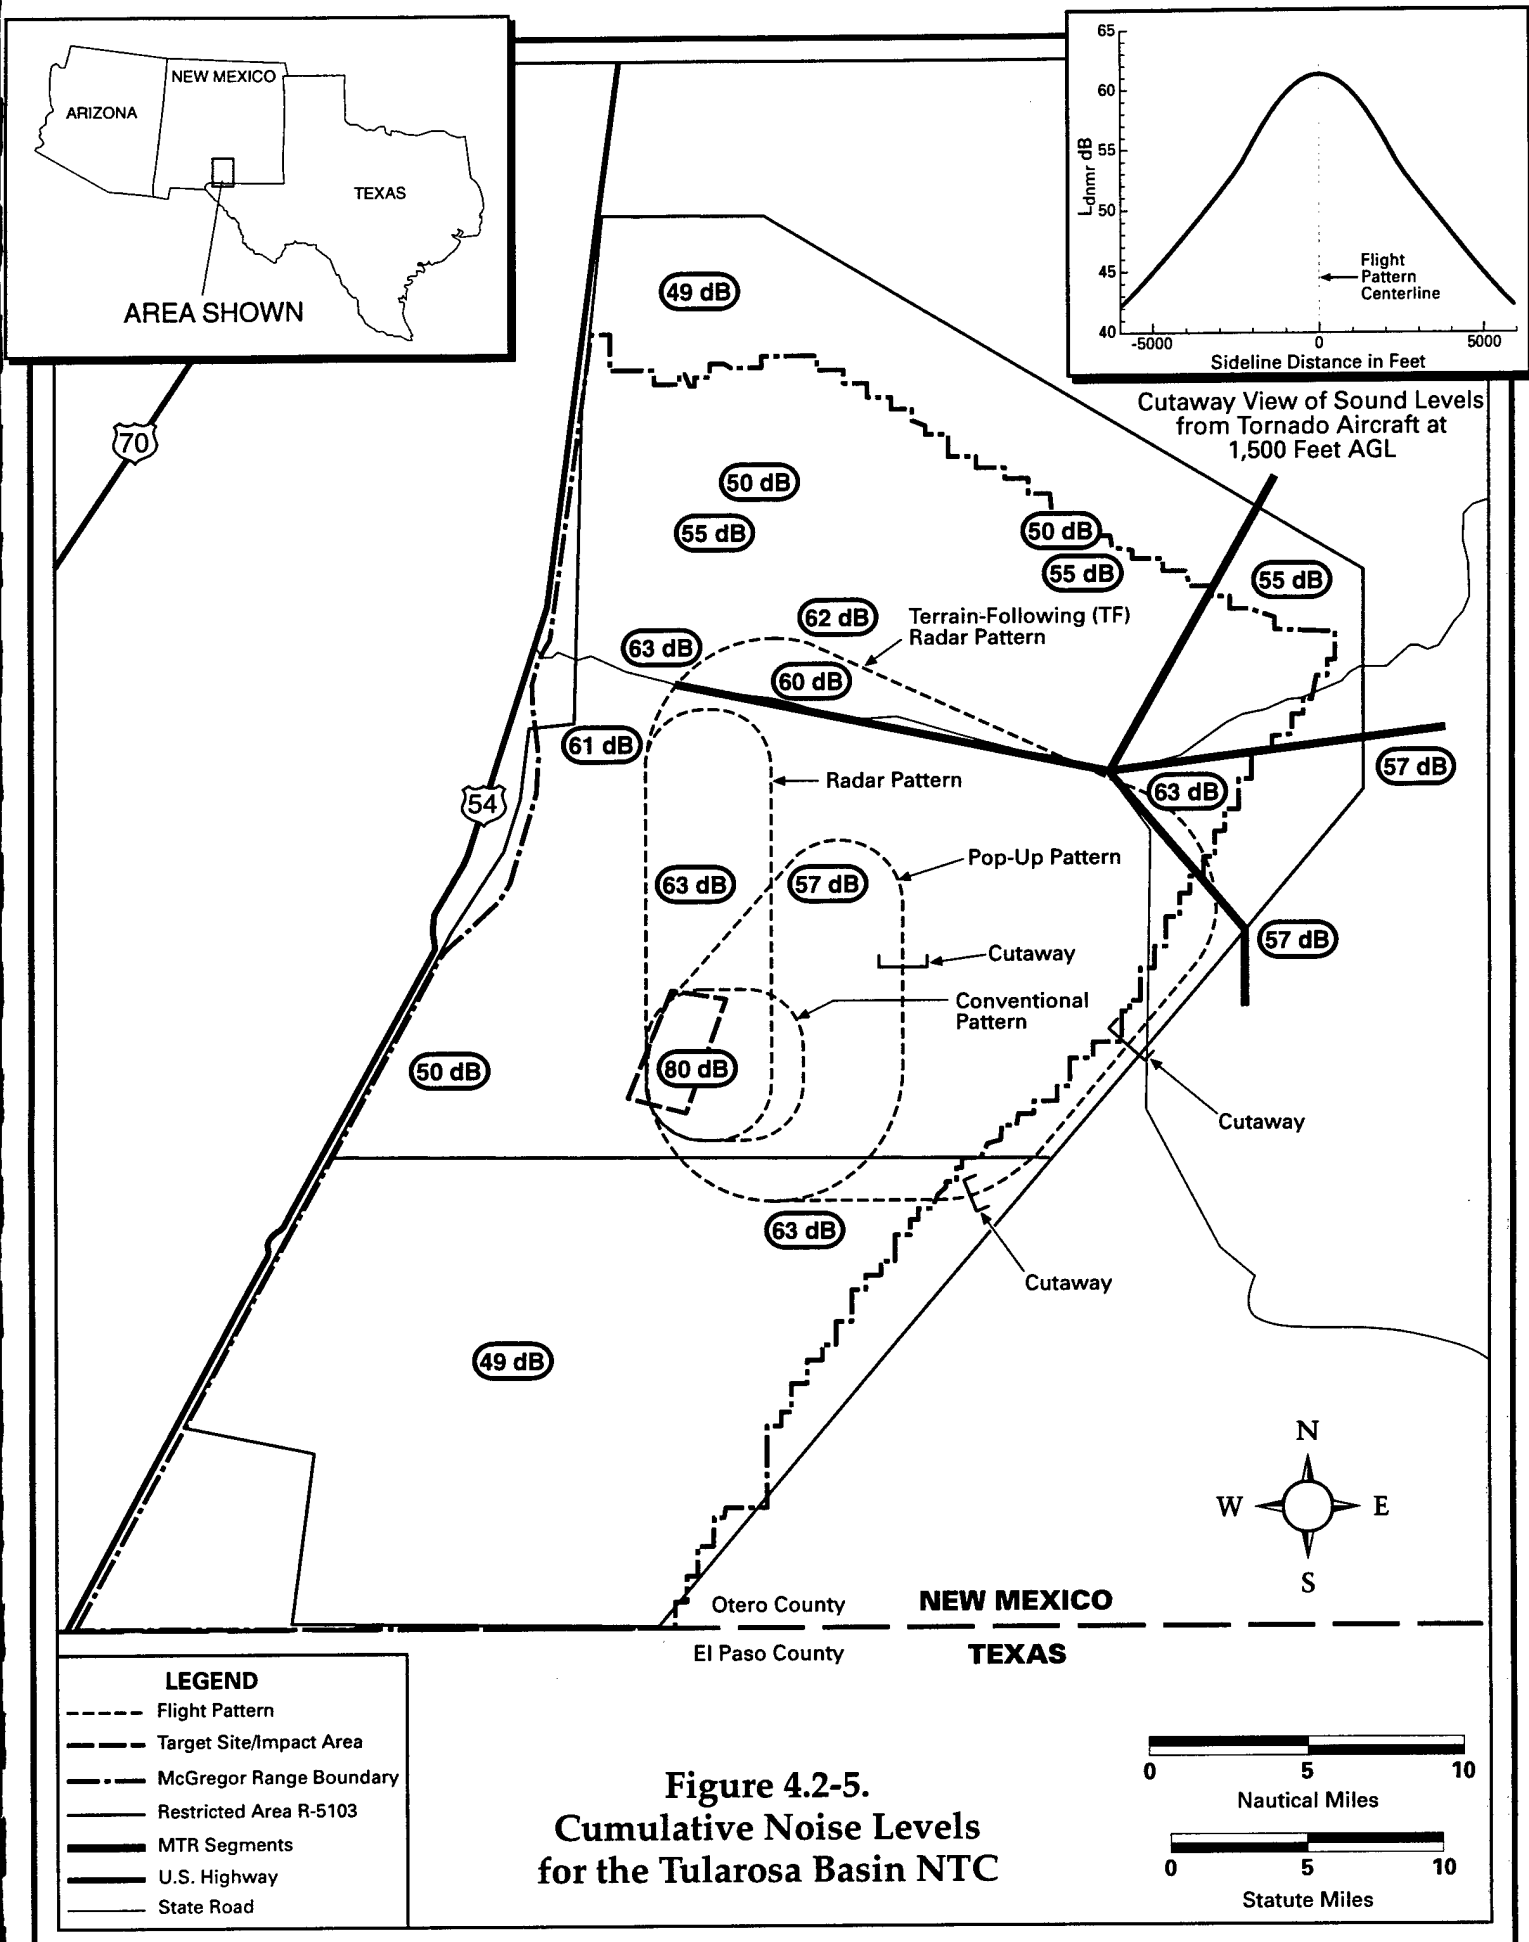 ARIZONA
NEW MEXICO
TEXAS
AREA SHOWN
65
60
55
50
45
40
Ldnmr dB
-5000
0
5000
Sideline Distance in Feet
Flight
Pattern
Centerline
Cutaway View of Sound Levels
from Tornado Aircraft at
1,500 Feet AGL
70
49 dB
50 dB
55 dB
50 dB
55 dB
55 dB
62 dB
Terrain-Following (TF)
Radar Pattern
63 dB
60 dB
61 dB
57 dB
Radar Pattern
63 dB
54
Pop-Up Pattern
63 dB
57 dB
57 dB
Cutaway
Conventional
Pattern
50 dB
80 dB
Cutaway
63 dB
Cutaway
49 dB
N
W
E
S
Otero County
NEW MEXICO
El Paso County
TEXAS
LEGEND
Flight Pattern
Target Site/Impact Area
McGregor Range Boundary
Restricted Area R-5103
MTR Segments
U.S. Highway
State Road
Figure 4.2-5.
Cumulative Noise Levels
for the Tularosa Basin NTC
0 5 10
Nautical Miles
0 5 10
Statute Miles